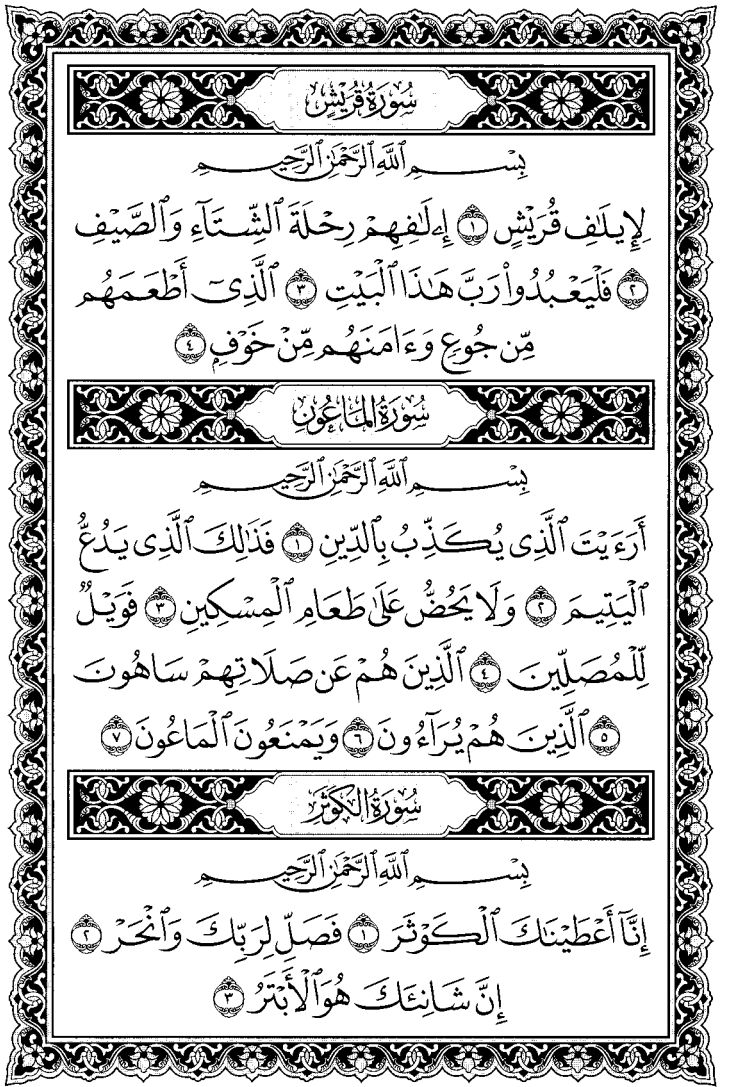 سُورَةُ قُرَيْشٍ
بِسْمِ ٱللَّهِ ٱلرَّحْمَٰنِ ٱلرَّحِيمِ
لِإِيلَٰفِ قُرَيْشٍ ١ إِۦلَٰفِهِمْ رِحْلَةَ ٱلشِّتَآءِ وَٱلصَّيْفِ
٢ فَلْيَعْبُدُوا۟ رَبَّ هَٰذَا ٱلْبَيْتِ ٣ ٱلَّذِىٓ أَطْعَمَهُم
مِّن جُوعٍ وَءَامَنَهُم مِّنْ خَوْفٍ ٤
سُورَةُ المَاعُونِ
بِسْمِ ٱللَّهِ ٱلرَّحْمَٰنِ ٱلرَّحِيمِ
أَرَءَيْتَ ٱلَّذِى يُكَذِّبُ بِٱلدِّينِ ١ فَذَٰلِكَ ٱلَّذِى يَدُعُّ
ٱلْيَتِيمَ ٢ وَلَا يَحُضُّ عَلَىٰ طَعَامِ ٱلْمِسْكِينِ ٣ فَوَيْلٌ
لِّلْمُصَلِّينَ ٤ ٱلَّذِينَ هُمْ عَن صَلَاتِهِمْ سَاهُونَ
٥ ٱلَّذِينَ هُمْ يُرَآءُونَ ٦ وَيَمْنَعُونَ ٱلْمَاعُونَ ٧
سُورَةُ الكَوْثَرِ
بِسْمِ ٱللَّهِ ٱلرَّحْمَٰنِ ٱلرَّحِيمِ
إِنَّآ أَعْطَيْنَٰكَ ٱلْكَوْثَرَ ١ فَصَلِّ لِرَبِّكَ وَٱنْحَرْ ٢
إِنَّ شَانِئَكَ هُوَ ٱلْأَبْتَرُ ٣